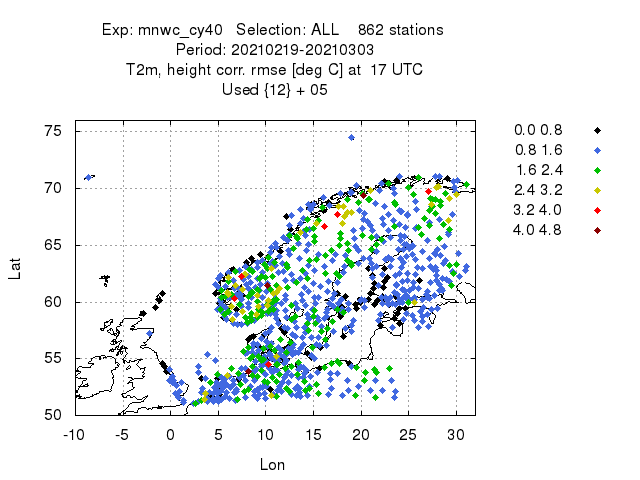 Exp: mnwc_cy40 Selection: ALL 862 stations
Period: 20210219-20210303
T2m, height corr. rmse [deg C] at 17 UTC
Used {12} + 05
0.0 0.8
0.8 1.6
1.6 2.4
2.4 3.2
3.2 4.0
4.0 4.8
75
70
65
60
55
50
Lat
-10 -5 0 5 10 15 20 25 30
Lon